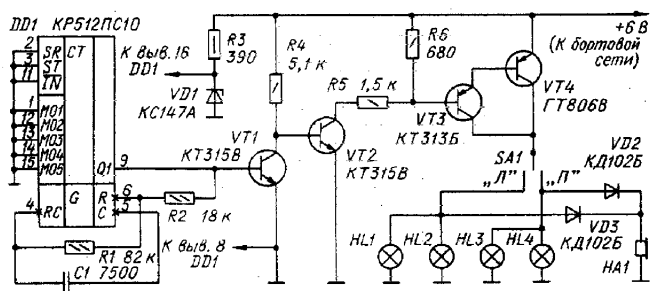 DD1 КР512ПС10
2 SR CT
3 ST
11 IN
1 M01
12 M02
13 M03
14 M04
15 M05
Q1 9
4 RC G R 6
C 5
R1 82к
C1 7500
R2 18к
К выв. 16
DD1
К выв. 8
DD1
R3
390
VD1
КС147А
R4
5,1 к
VT1
КТ315В
R5 1,5 к
VT2
КТ315В
R6
680
VT3
КТ313Б
VT4
ГТ806В
+6 В
(К бортовой
сети)
SA1
„Л" „П"
VD2
КД102Б
VD3
КД102Б
HL1 HL2 HL3 HL4
HA1